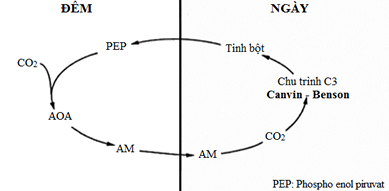 ĐÊM
NGÀY
PEP
Tinh bột
CO2
Chu trình C3
Canvin - Benson
AOA
CO2
AM
AM
PEP: Phospho enol piruvat